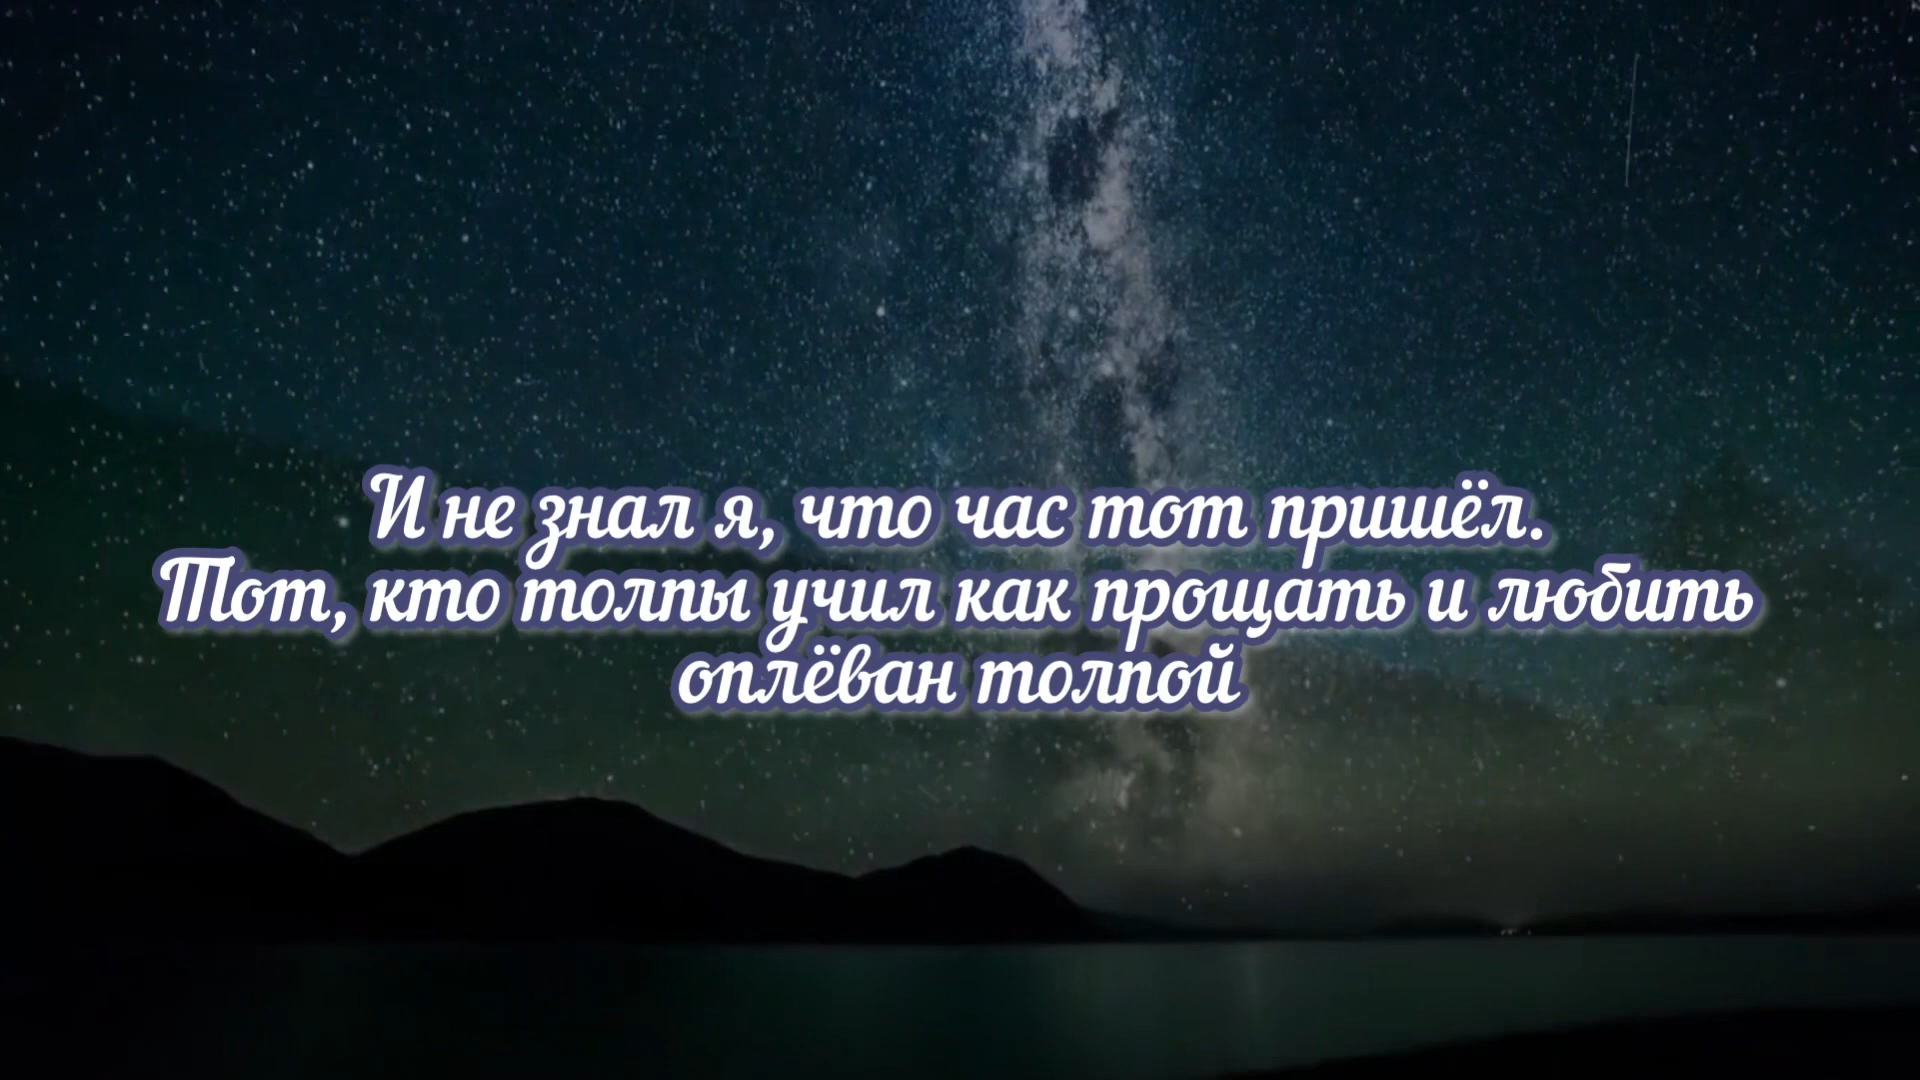 И не знал я, что час тот пришёл.
Тот, кто толпы учил как прощать и любить
оплёван толпой